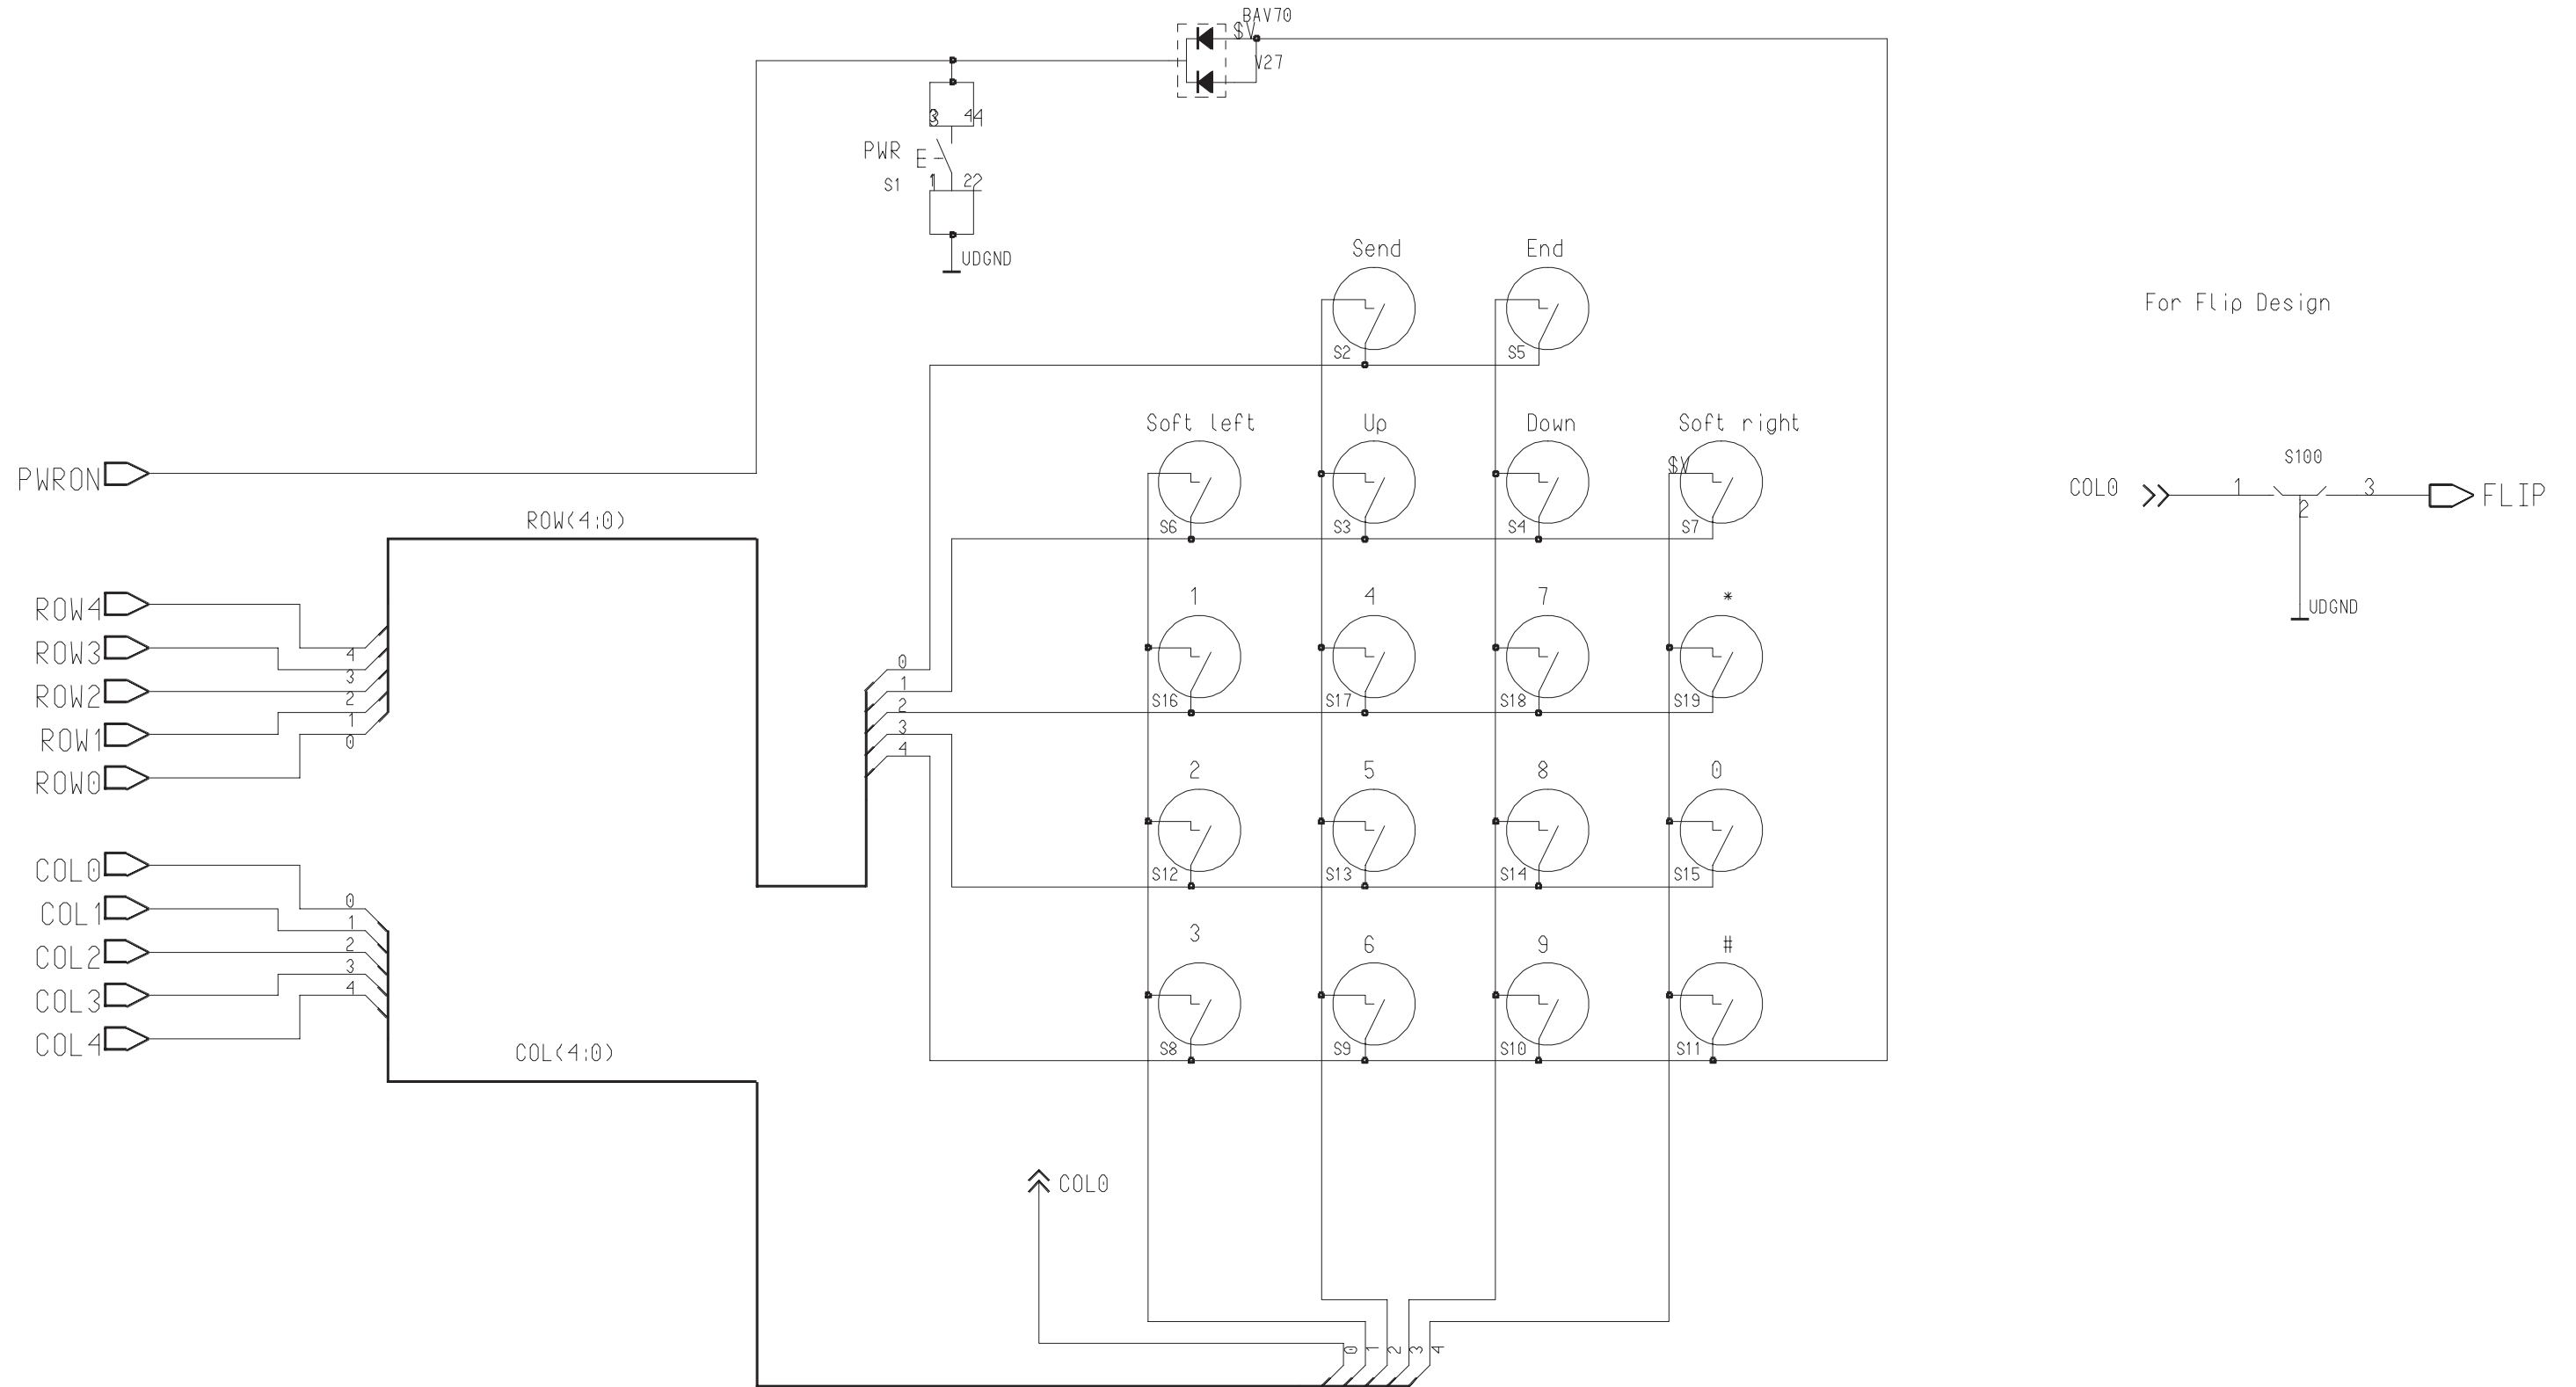 BAV70
$V
V27
3 4
PWR
S1
1 2
UDGND
Send End
S2 S5
For Flip Design
Soft left Up Down Soft right
$V
S6 S3 S4 S7
PWRON
COL0 1 S100 3 FLIP
2
UDGND
ROW(4:0)
ROW4
ROW3
ROW2
ROW1
ROW0
4
3
2
1
0
0
1
2
3
4
1 4 7 *
S16 S17 S18 S19
2 5 8 0
S12 S13 S14 S15
COL0
COL1
COL2
COL3
COL4
0
1
2
3
4
3 6 9 #
S8 S9 S10 S11
COL(4:0)
COL0
0 1 2 3 4